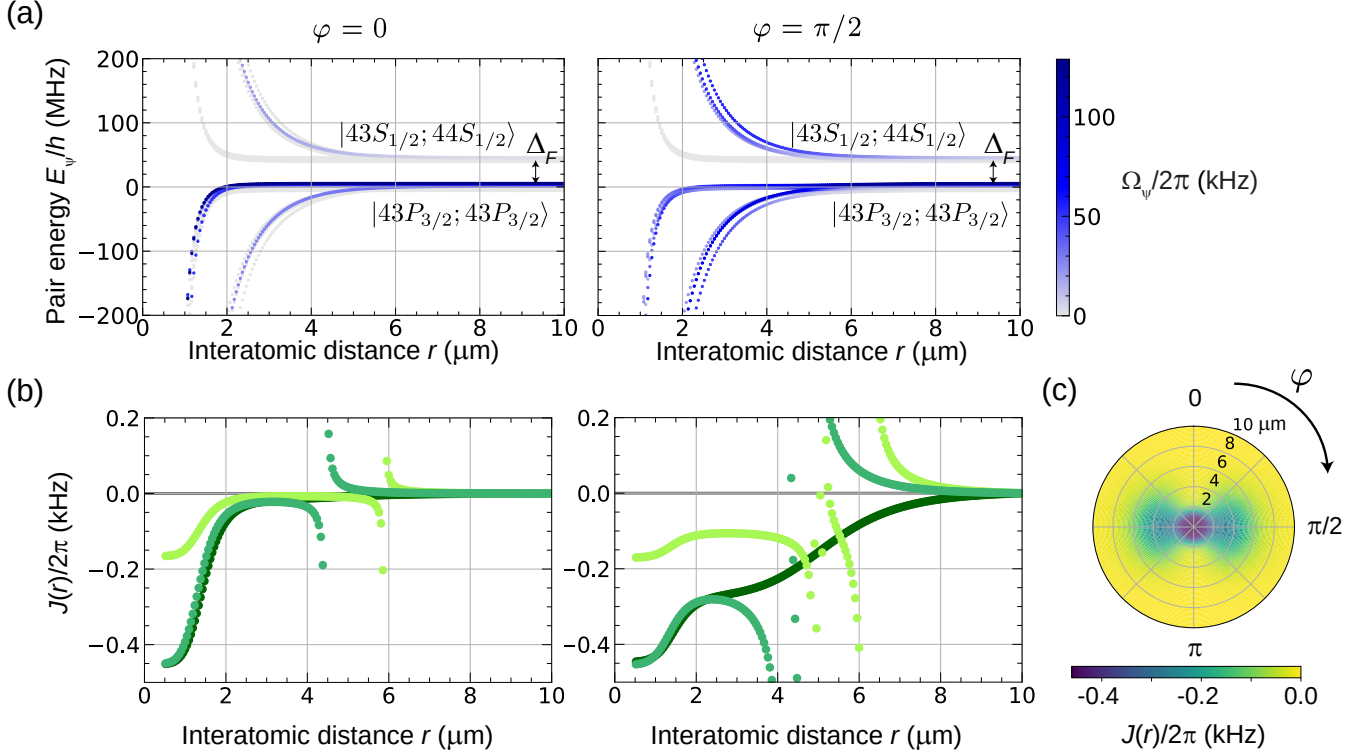 (a)
φ = 0
φ = π/2
Pair energy E_ψ/h (MHz)
200
100
0
−100
−200
|43S_{1/2}; 44S_{1/2}⟩
Δ_F
|43P_{3/2}; 43P_{3/2}⟩
0 2 4 6 8 10
Interatomic distance r (μm)
|43S_{1/2}; 44S_{1/2}⟩
Δ_F
|43P_{3/2}; 43P_{3/2}⟩
0 2 4 6 8 10
Interatomic distance r (μm)
100
50
0
Ω_ψ/2π (kHz)
(b)
J(r)/2π (kHz)
0.2
0.0
−0.2
−0.4
0 2 4 6 8 10
Interatomic distance r (μm)
0.2
0.0
−0.2
−0.4
0 2 4 6 8 10
Interatomic distance r (μm)
(c)
φ
0
10 μm
8
6
4
2
π/2
π
-0.4 -0.2 0.0
J(r)/2π (kHz)